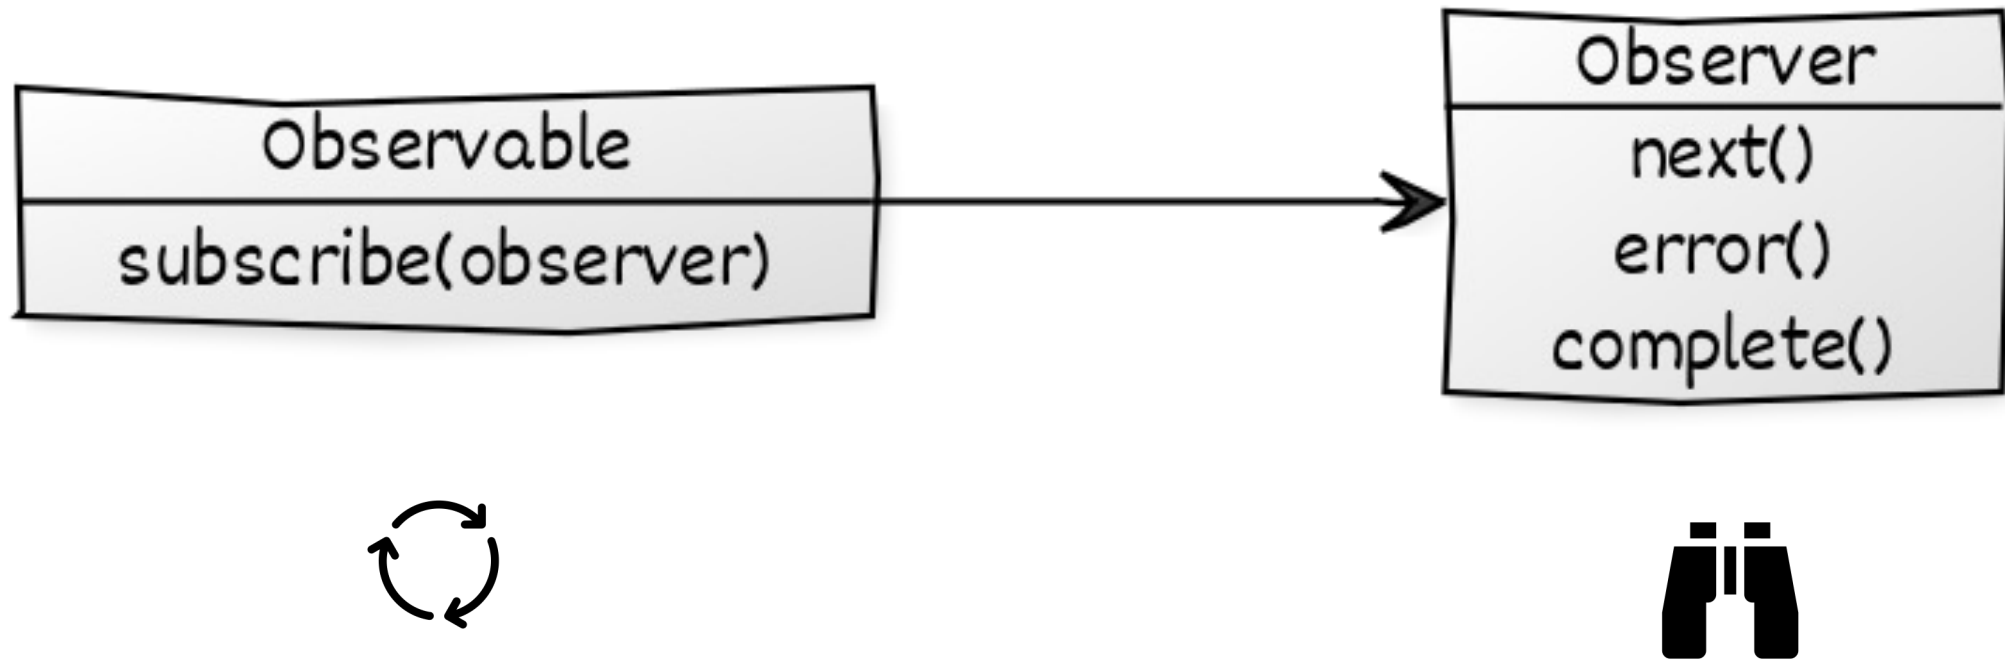 Observable
subscribe(observer)
Observer
next()
error()
complete()